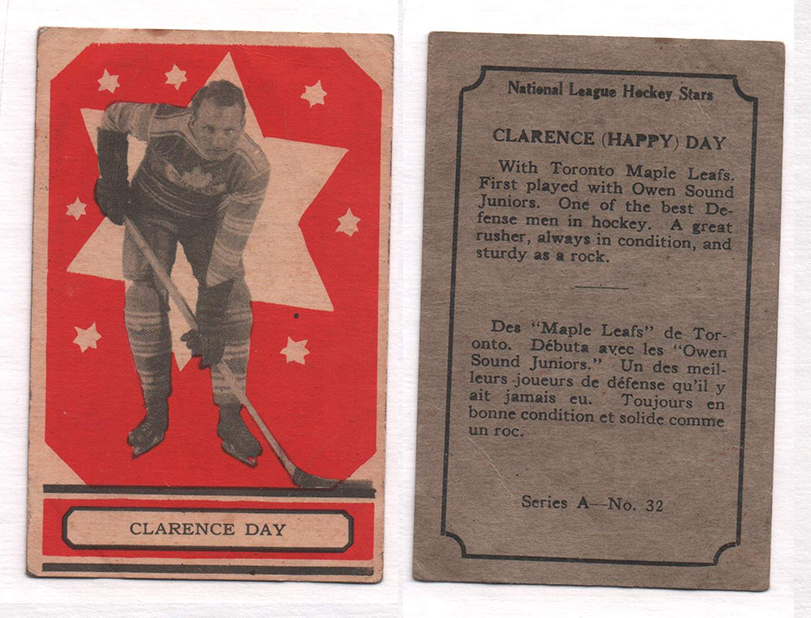 CLARENCE DAY
National League Hockey Stars
CLARENCE (HAPPY) DAY
With Toronto Maple Leafs.
First played with Owen Sound
Juniors. One of the best De-
fense men in hockey. A great
rusher, always in condition, and
sturdy as a rock.
Des "Maple Leafs" de Tor-
onto. Débuta avec les "Owen
Sound Juniors." Un des meil-
leurs joueurs de défense qu'il y
ait jamais eu. Toujours en
bonne condition et solide comme
un roc.
Series A—No. 32